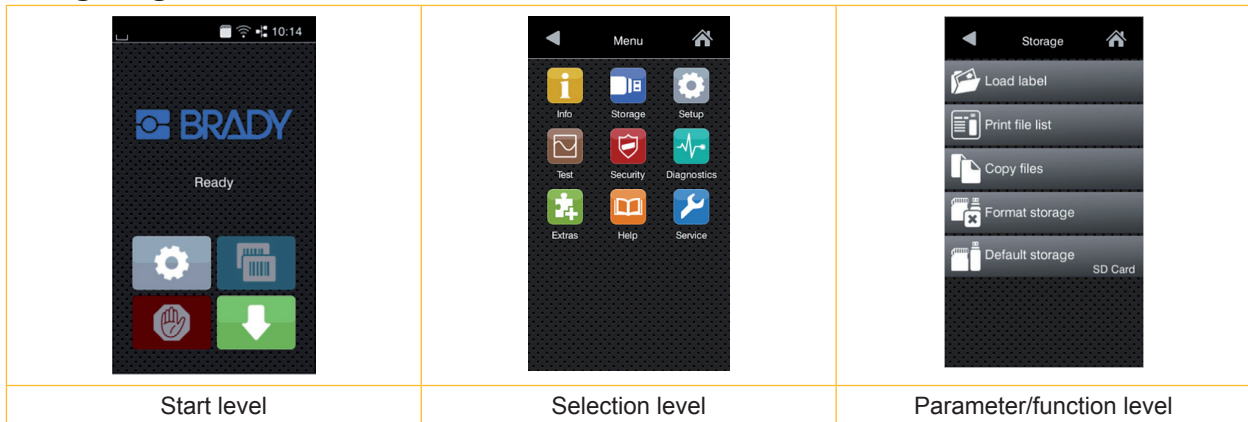 10:14
BRADY
Ready
Menu
Info Storage Setup
Test Security Diagnostics
Extras Help Service
Storage
Load label
Print file list
Copy files
Format storage
Default storage
SD Card
Start level
Selection level
Parameter/function level